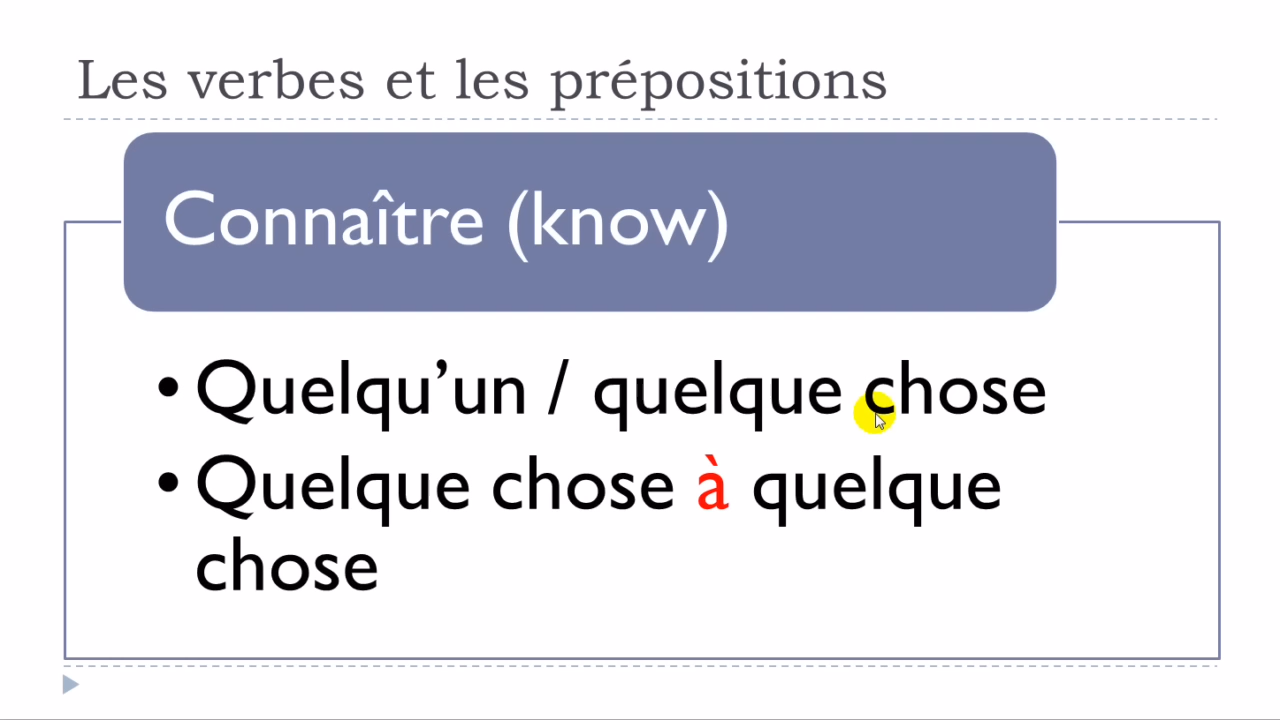 Les verbes et les prépositions
Connaître (know)
• Quelqu’un / quelque chose
• Quelque chose à quelque
chose